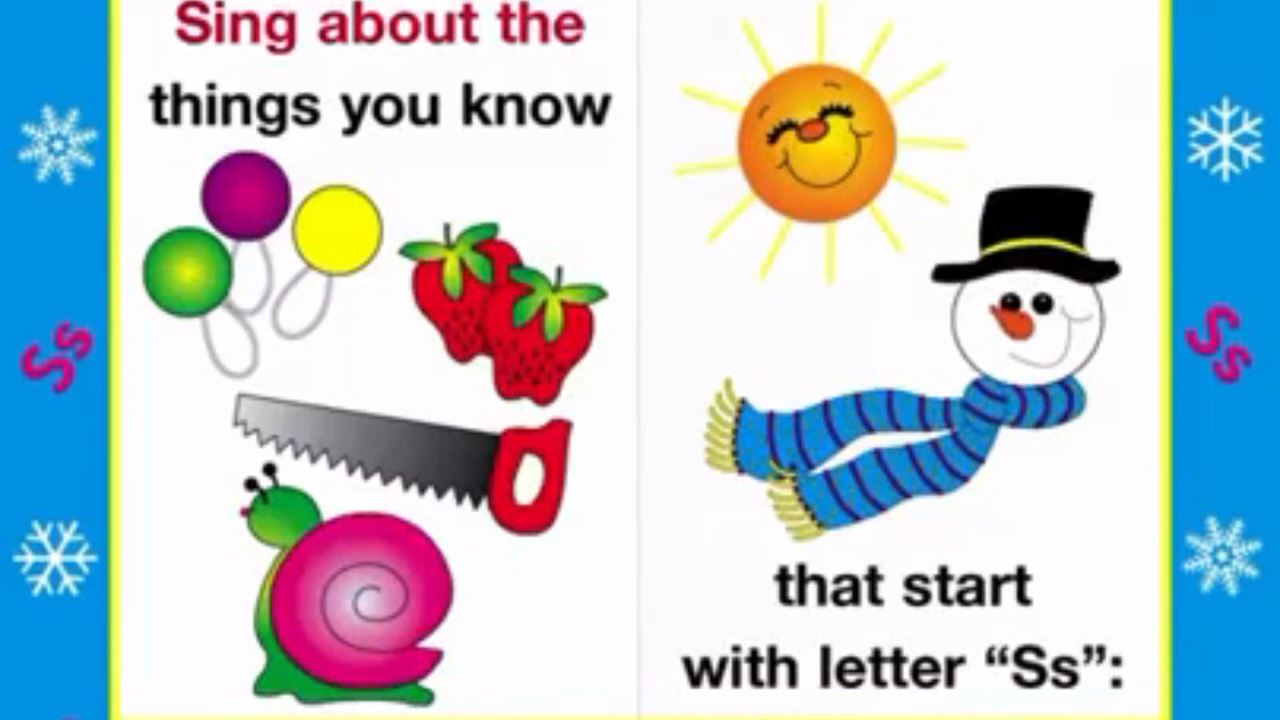 Sing about the
things you know
Ss
Ss
that start
with letter “Ss”: